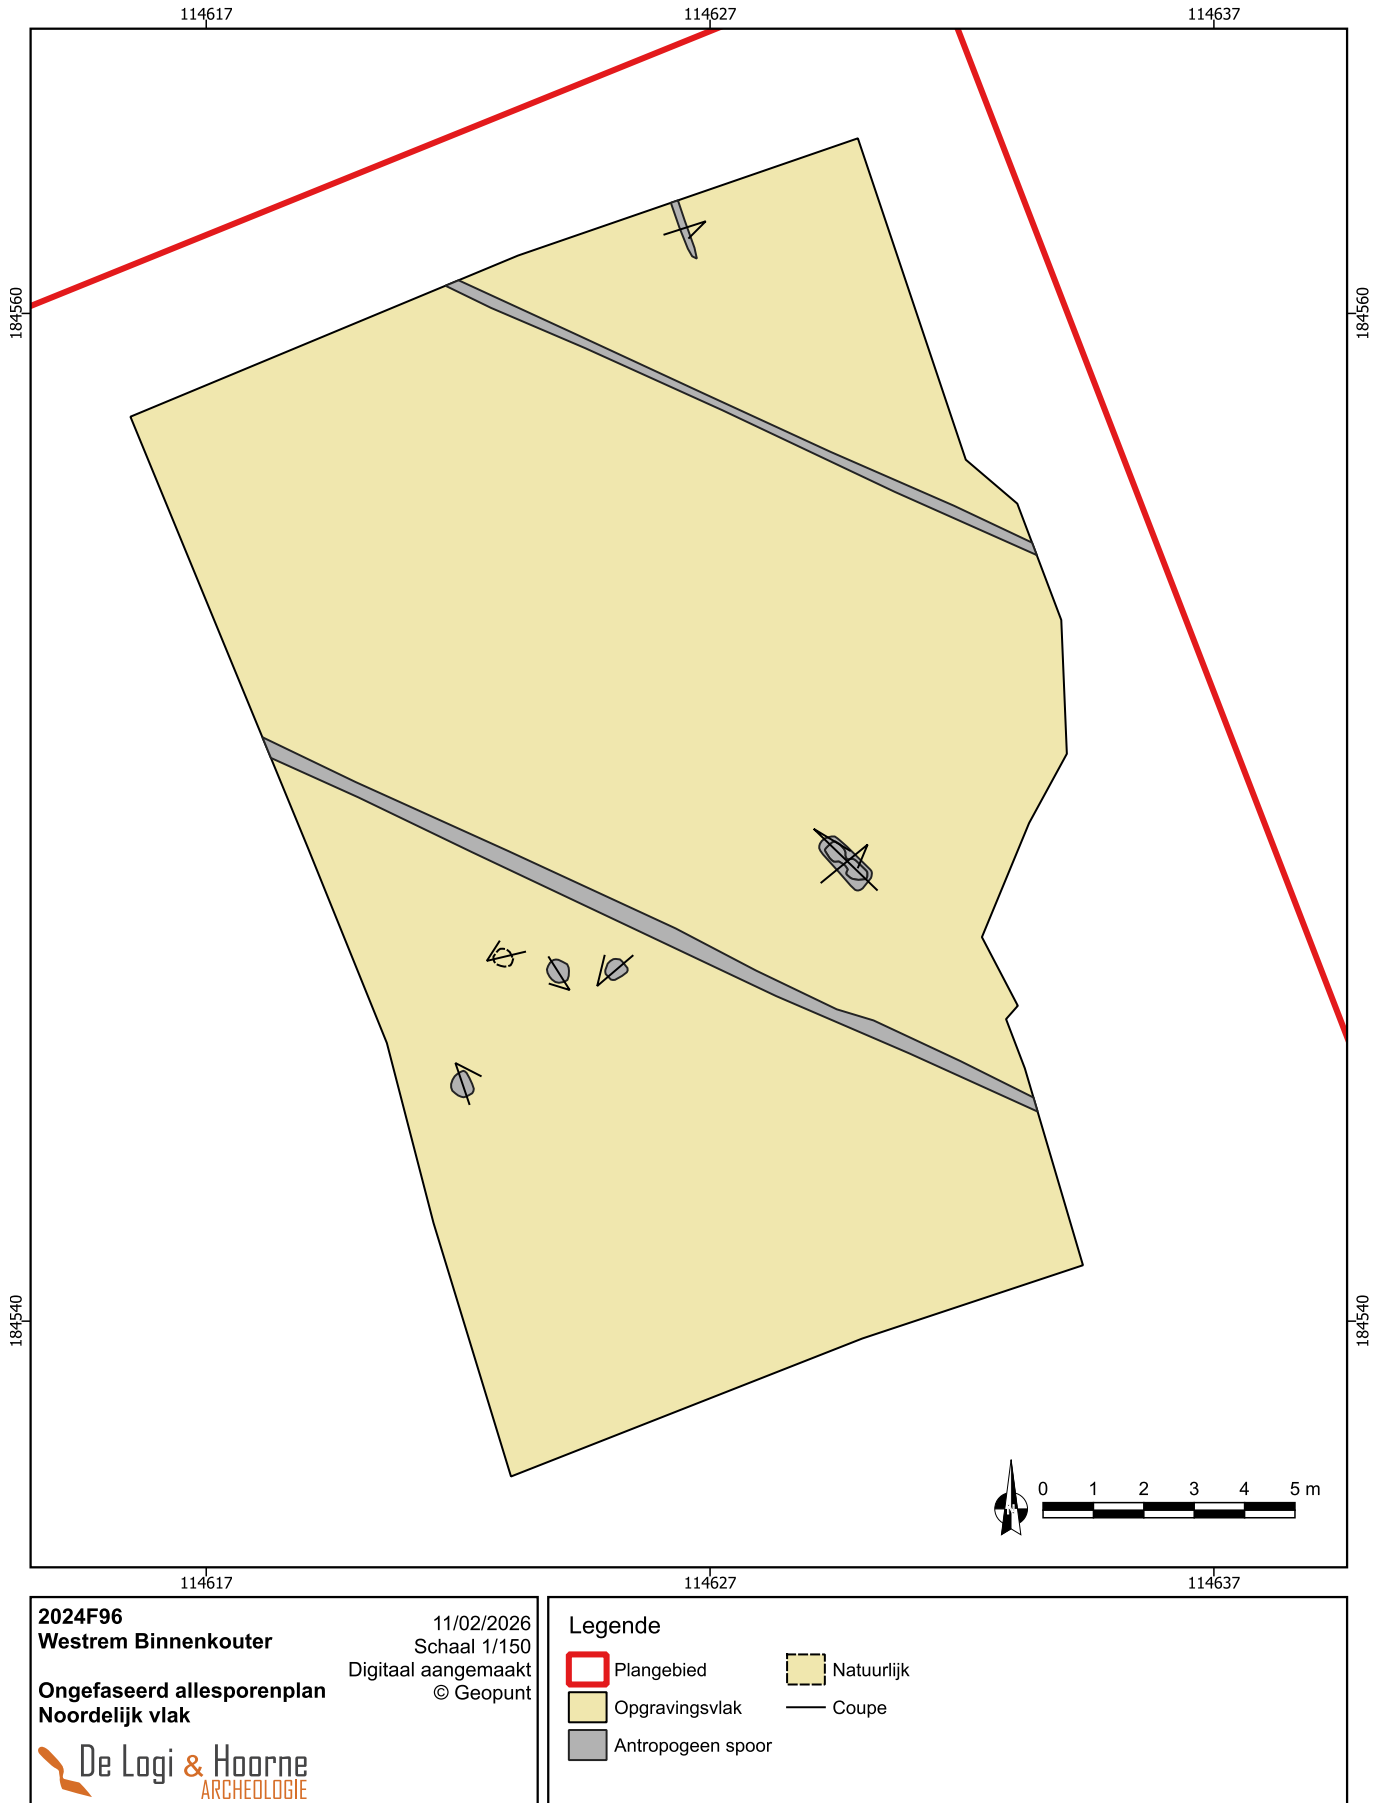 114617 114627 114637
184560 184560
184540 184540
N
0 1 2 3 4 5 m
114617 114627 114637
2024F96
Westrem Binnenkouter
Ongefaseerd allesporenplan
Noordelijk vlak
11/02/2026
Schaal 1/150
Digitaal aangemaakt
© Geopunt
De Logi & Hoorne
ARCHEOLOGIE
Legende
Plangebied
Opgravingsvlak
Antropogeen spoor
Natuurlijk
Coupe